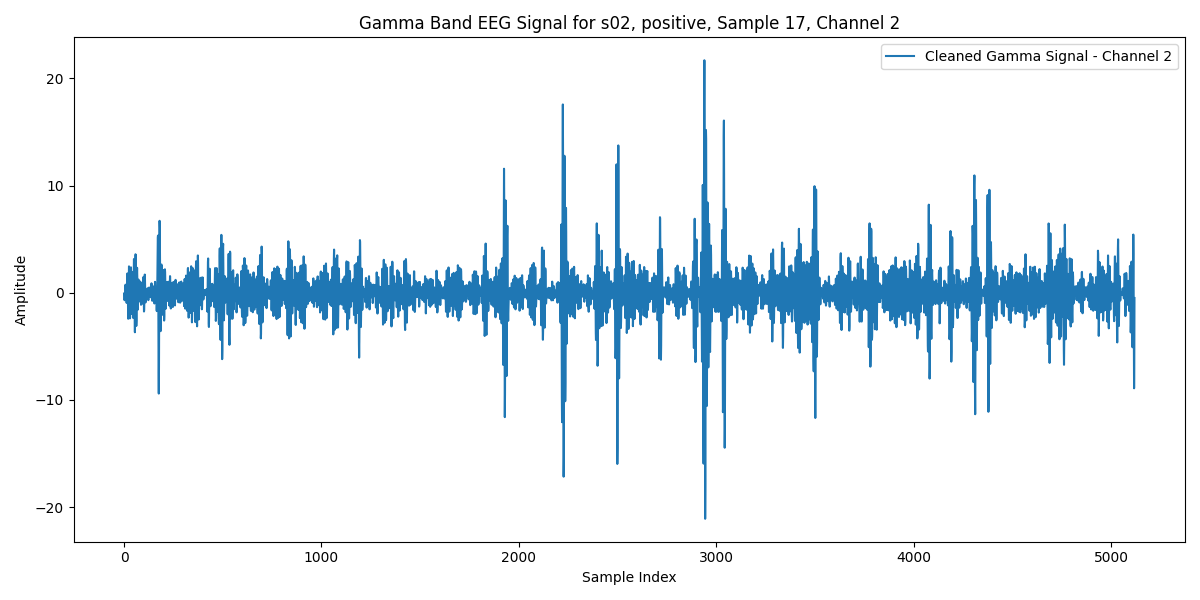 Gamma Band EEG Signal for s02, positive, Sample 17, Channel 2
Cleaned Gamma Signal - Channel 2
20
10
0
−10
−20
Amplitude
0
1000
2000
3000
4000
5000
Sample Index